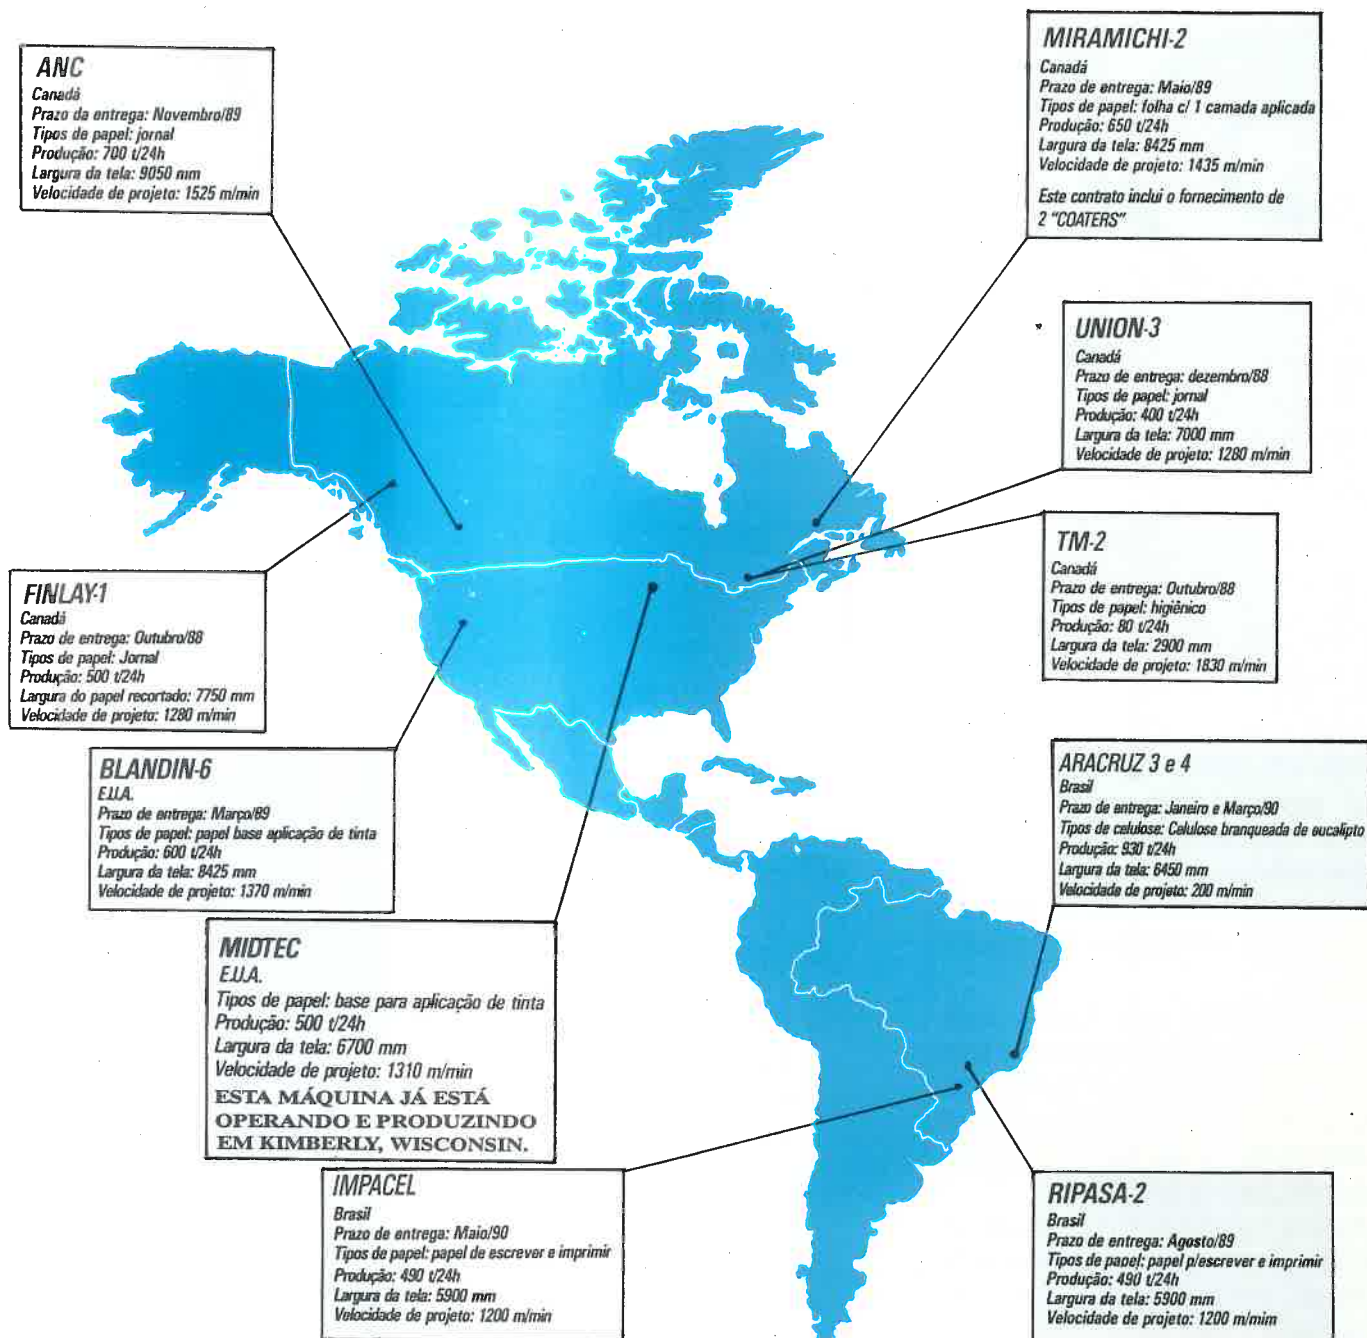 ANC
Canadá
Prazo da entrega: Novembro/89
Tipos de papel: jornal
Produção: 700 t/24h
Largura da tela: 9050 mm
Velocidade de projeto: 1525 m/min
MIRAMICHI-2
Canadá
Prazo de entrega: Maio/89
Tipos de papel: folha c/ 1 camada aplicada
Produção: 650 t/24h
Largura da tela: 8425 mm
Velocidade de projeto: 1435 m/min
Este contrato inclui o fornecimento de
2 "COATERS"
UNION-3
Canadá
Prazo de entrega: dezembro/88
Tipos de papel: jornal
Produção: 400 t/24h
Largura da tela: 7000 mm
Velocidade de projeto: 1280 m/min
TM-2
Canadá
Prazo de entrega: Outubro/88
Tipos de papel: higiênico
Produção: 80 t/24h
Largura da tela: 2900 mm
Velocidade de projeto: 1830 m/min
FINLAY-1
Canadá
Prazo de entrega: Outubro/88
Tipos de papel: Jornal
Produção: 500 t/24h
Largura do papel recortado: 7750 mm
Velocidade de projeto: 1280 m/min
BLANDIN-6
E.U.A.
Prazo de entrega: Março/89
Tipos de papel: papel base aplicação de tinta
Produção: 600 t/24h
Largura da tela: 8425 mm
Velocidade de projeto: 1370 m/min
ARACRUZ 3 e 4
Brasil
Prazo de entrega: Janeiro e Março/90
Tipos de celulose: Celulose branqueada de eucalipto
Produção: 930 t/24h
Largura da tela: 6450 mm
Velocidade de projeto: 200 m/min
MIDTEC
E.U.A.
Tipos de papel: base para aplicação de tinta
Produção: 500 t/24h
Largura da tela: 6700 mm
Velocidade de projeto: 1310 m/min
ESTA MÁQUINA JÁ ESTÁ
OPERANDO E PRODUZINDO
EM KIMBERLY, WISCONSIN.
IMPACEL
Brasil
Prazo de entrega: Maio/90
Tipos de papel: papel de escrever e imprimir
Produção: 490 t/24h
Largura da tela: 5900 mm
Velocidade de projeto: 1200 m/min
RIPASA-2
Brasil
Prazo de entrega: Agosto/89
Tipos de papel: papel p/escrever e imprimir
Produção: 490 t/24h
Largura da tela: 5900 mm
Velocidade de projeto: 1200 m/mim